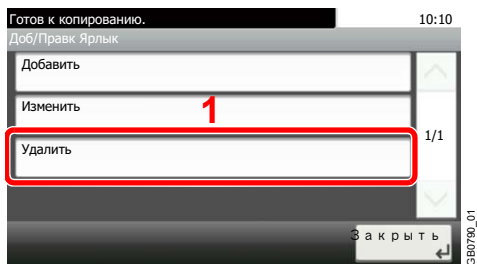 Готов к копированию. 10:10
Доб/Правк Ярлык
Добавить
Изменить
1
1/1
Удалить
Закрыть
GB0790_01